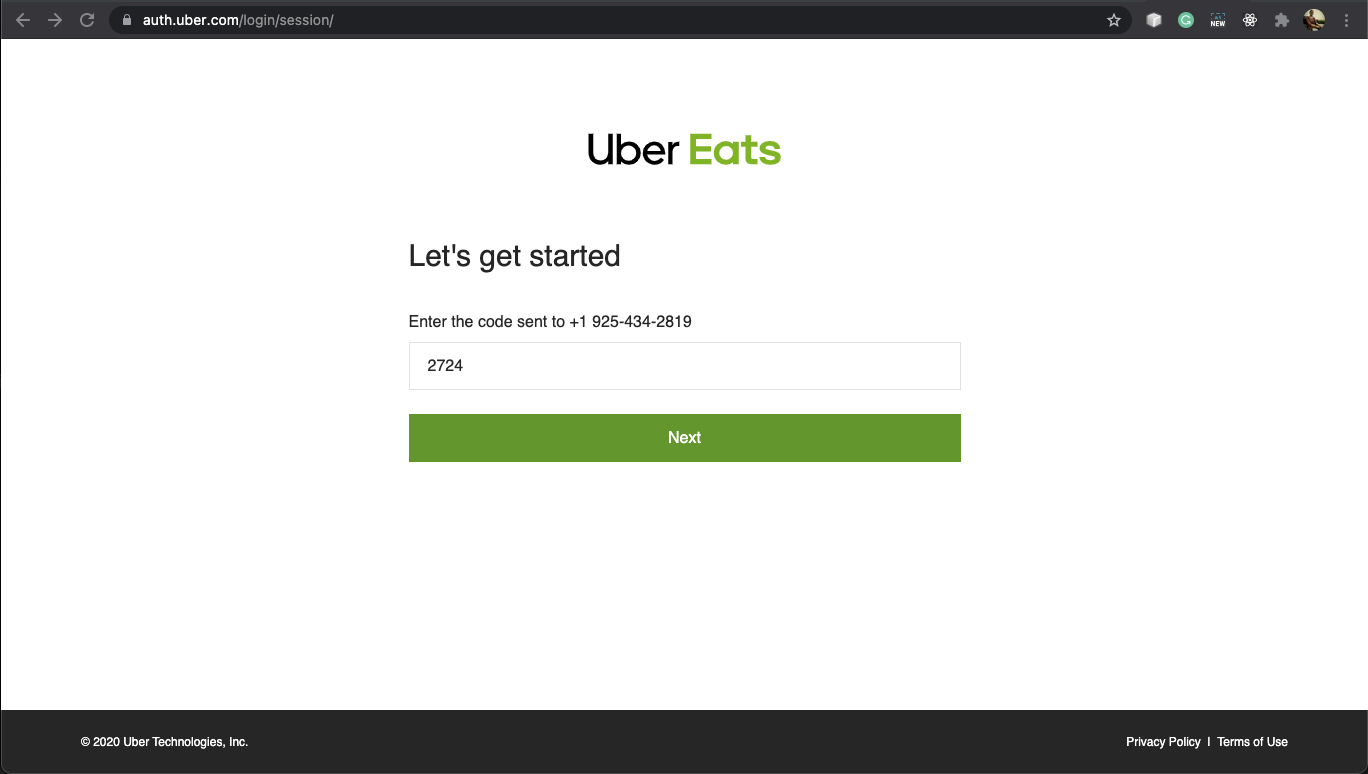 auth.uber.com/login/session/
NEW
Uber Eats
Let's get started
Enter the code sent to +1 925-434-2819
2724
Next
© 2020 Uber Technologies, Inc.
Privacy Policy | Terms of Use